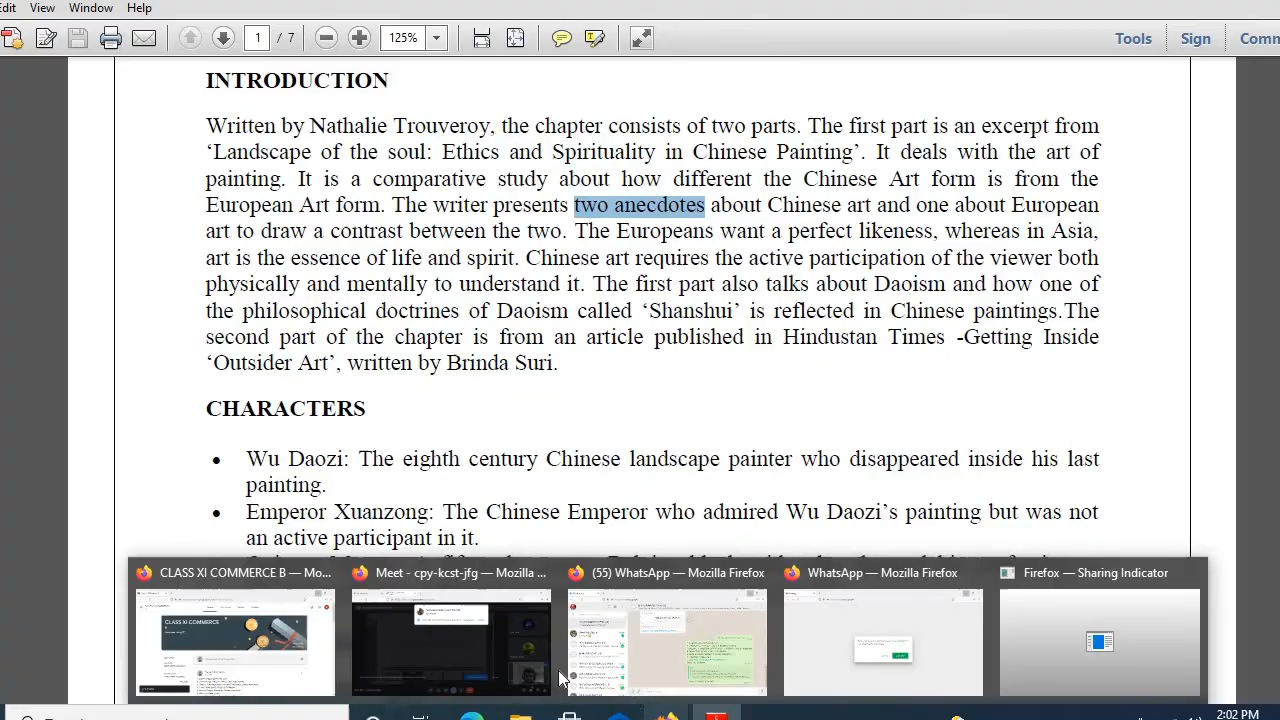 Edit View Window Help
1 / 7 125% Tools Sign Comm
INTRODUCTION
Written by Nathalie Trouveroy, the chapter consists of two parts. The first part is an excerpt from
‘Landscape of the soul: Ethics and Spirituality in Chinese Painting’. It deals with the art of
painting. It is a comparative study about how different the Chinese Art form is from the
European Art form. The writer presents two anecdotes about Chinese art and one about European
art to draw a contrast between the two. The Europeans want a perfect likeness, whereas in Asia,
art is the essence of life and spirit. Chinese art requires the active participation of the viewer both
physically and mentally to understand it. The first part also talks about Daoism and how one of
the philosophical doctrines of Daoism called ‘Shanshui’ is reflected in Chinese paintings.The
second part of the chapter is from an article published in Hindustan Times -Getting Inside
‘Outsider Art’, written by Brinda Suri.
CHARACTERS
• Wu Daozi: The eighth century Chinese landscape painter who disappeared inside his last
painting.
• Emperor Xuanzong: The Chinese Emperor who admired Wu Daozi’s painting but was not
an active participant in it.
CLASS XI COMMERCE B — Mo... Meet - cpy-kcst-jfg — Mozilla ... (55) WhatsApp — Mozilla Firefox WhatsApp — Mozilla Firefox Firefox — Sharing Indicator
CLASS XI COMMERCE
2:02 PM